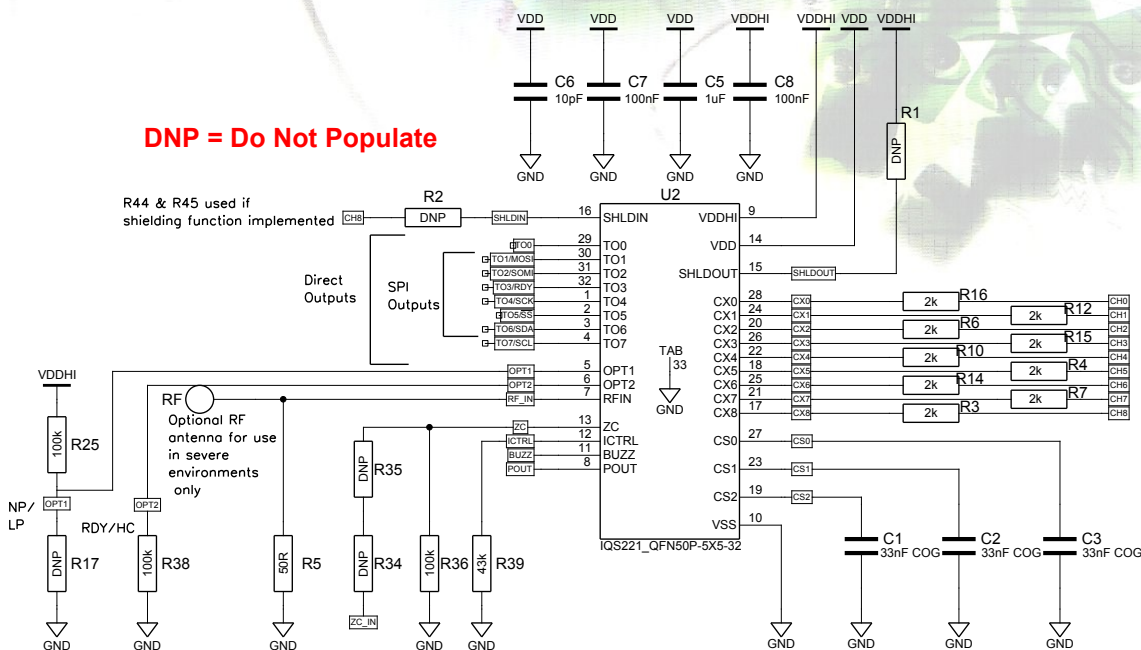 VDD VDD VDD VDDHI VDDHI VDD VDDHI
C6 C7 C5 C8
10pF 100nF 1uF 100nF
R1
DNP
DNP = Do Not Populate
GND GND GND GND GND
R44 & R45 used if
shielding function implemented
CH8
R2
DNP
SHLDIN
16
SHLDIN
U2
VDDHI
9
VDD
14
SHLDOUT
15
SHLDOUT
Direct
Outputs
SPI
Outputs
TO0 29 TO0
TO1/MOSI 30 TO1
TO2/SOMI 31 TO2
TO3/RDY 32 TO3
TO4/SCK 1 TO4
TO5/SS 2 TO5
TO6/SDA 3 TO6
TO7/SCL 4 TO7
CX0 28 CX0 2k R16 CH0
CX1 24 CX1 2k R12 CH1
CX2 20 CX2 2k R6 CH2
CX3 26 CX3 2k R15 CH3
CX4 22 CX4 2k R10 CH4
CX5 18 CX5 2k R4 CH5
CX6 25 CX6 2k R14 CH6
CX7 21 CX7 2k R7 CH7
CX8 17 CX8 2k R3 CH8
TAB
33
GND
OPT1 5 OPT1
OPT2 6 OPT2
RF_IN 7 RFIN
ZC 13 ZC
ICTRL 12 ICTRL
BUZZ 11 BUZZ
POUT 8 POUT
CS0 27 CS0
CS1 23 CS1
CS2 19 CS2
VSS 10
IQS221_QFN50P-5X5-32
VDDHI
100k R25
RF
Optional RF
antenna for use
in severe
environments
only
NP/
LP
OPT1
OPT2
RDY/HC
DNP R17
100k R38
50R R5
DNP R35
DNP R34
100k R36
43k R39
ZC_IN
C1
33nF COG
C2
33nF COG
C3
33nF COG
GND GND GND GND GND GND GND GND GND